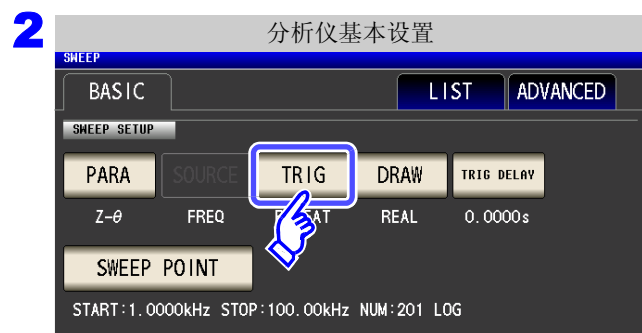 2
分析仪基本设置
SWEEP
BASIC LIST ADVANCED
SWEEP SETUP
PARA SOURCE TRIG DRAW TRIG DELAY
Z-θ FREQ REAL 0.0000s
SWEEP POINT
START:1.0000kHz STOP:100.00kHz NUM:201 LOG